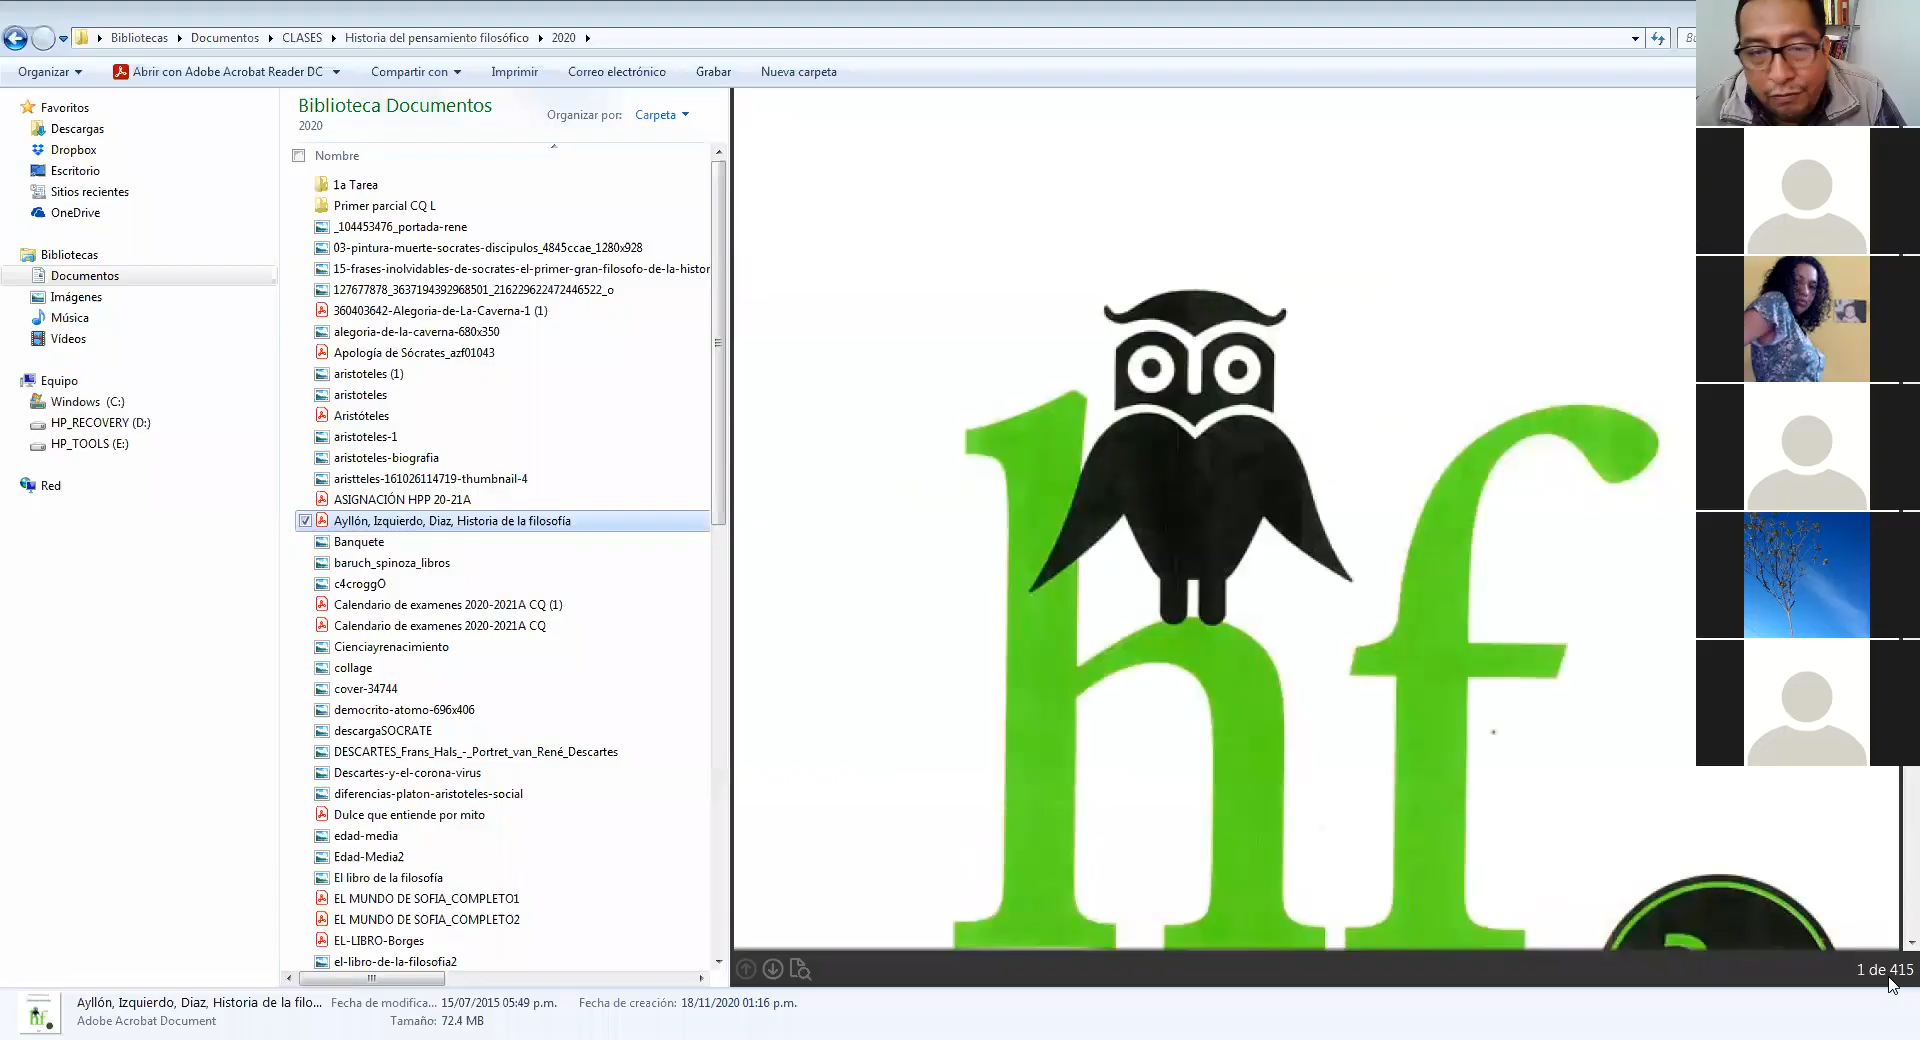 Bibliotecas
Documentos
CLASES
Historia del pensamiento filosófico
2020
Organizar
Abrir con Adobe Acrobat Reader DC
Compartir con
Imprimir
Correo electrónico
Grabar
Nueva carpeta
Favoritos
Descargas
Dropbox
Escritorio
Sitios recientes
OneDrive
Bibliotecas
Documentos
Imágenes
Música
Vídeos
Equipo
Windows (C:)
HP_RECOVERY (D:)
HP_TOOLS (E:)
Red
Biblioteca Documentos
2020
Organizar por: Carpeta
Nombre
1a Tarea
Primer parcial CQ L
_104453476_portada-rene
03-pintura-muerte-socrates-discipulos_4845ccae_1280x928
15-frases-inolvidables-de-socrates-el-primer-gran-filosofo-de-la-histor
127677878_3637194392968501_216229622472446522_o
360403642-Alegoria-de-La-Caverna-1 (1)
alegoria-de-la-caverna-680x350
Apología de Sócrates_azf01043
aristoteles (1)
aristoteles
Aristóteles
aristoteles-1
aristoteles-biografia
aristteles-161026114719-thumbnail-4
ASIGNACIÓN HPP 20-21A
Ayllón, Izquierdo, Diaz, Historia de la filosofía
Banquete
baruch_spinoza_libros
c4croggO
Calendario de examenes 2020-2021A CQ (1)
Calendario de examenes 2020-2021A CQ
Cienciayrenacimiento
collage
cover-34744
democrito-atomo-696x406
descargaSOCRATE
DESCARTES_Frans_Hals_-_Portret_van_René_Descartes
Descartes-y-el-corona-virus
diferencias-platon-aristoteles-social
Dulce que entiende por mito
edad-media
Edad-Media2
El libro de la filosofía
EL MUNDO DE SOFIA_COMPLETO1
EL MUNDO DE SOFIA_COMPLETO2
EL-LIBRO-Borges
el-libro-de-la-filosofia2
hf
1 de 415
Ayllón, Izquierdo, Diaz, Historia de la filo... Fecha de modifica... 15/07/2015 05:49 p.m. Fecha de creación: 18/11/2020 01:16 p.m.
Adobe Acrobat Document Tamaño: 72.4 MB